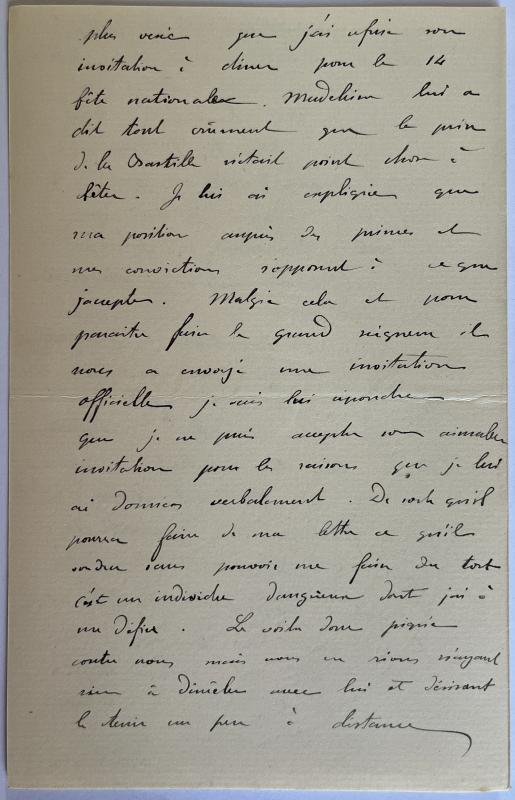 plus vexé que j'ai refusé son
invitation à diner pour le 14
fête nationale. Madeleine lui a
dit tout crûment que la prise
de la Bastille n'était point chose à
fêter. Je lui ai expliqué que
ma position auprès des princes et
mes convictions s'opposent à ce que
j'accepte. Malgré cela et pour
paraitre faire le grand seigneur il
nous a envoyé une invitation
officielle je vais lui répondre
que je ne puis accepter son aimable
invitation pour les raisons que je lui
ai données verbalement. De sorte qu'il
pourra faire de ma lettre ce qu'il
voudra sans pouvoir me faire du tort
c'est un individu dangereux dont j'ai à
me défier. Le voila donc piqué
contre nous mais nous en rions n'ayant
rien à démêler avec lui et désirant
le tenir un peu à distance